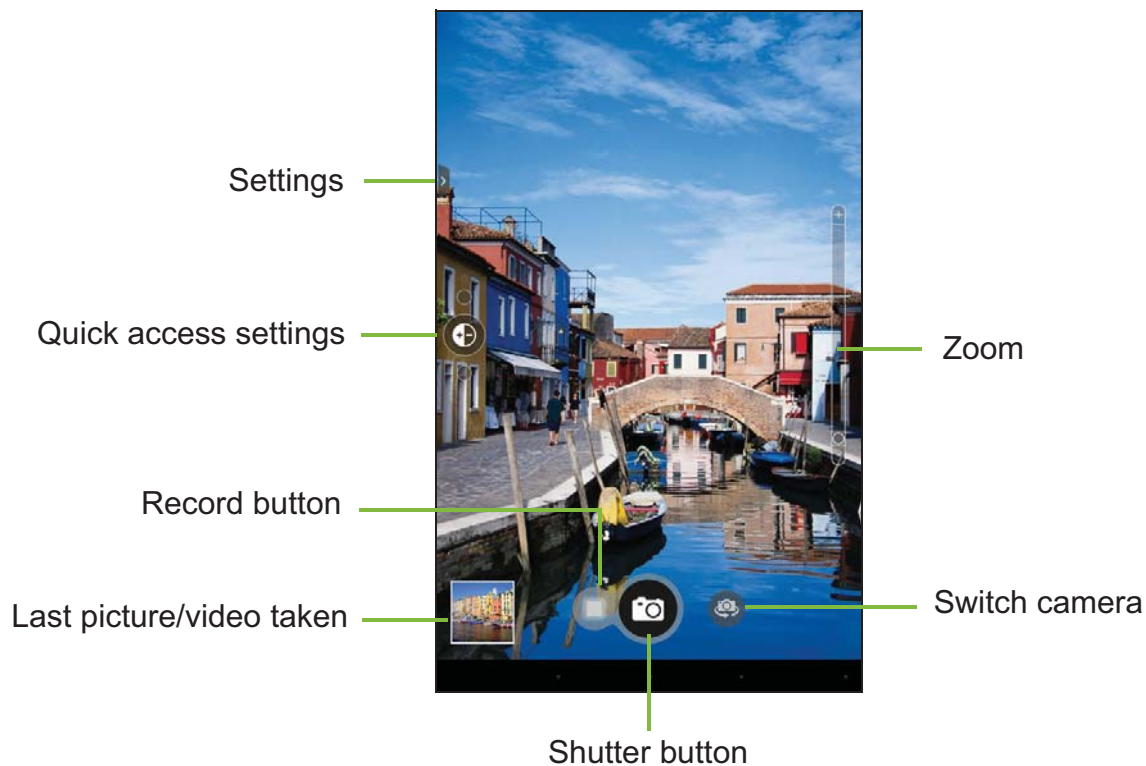 Settings
Quick access settings
Zoom
Record button
Last picture/video taken
Switch camera
Shutter button